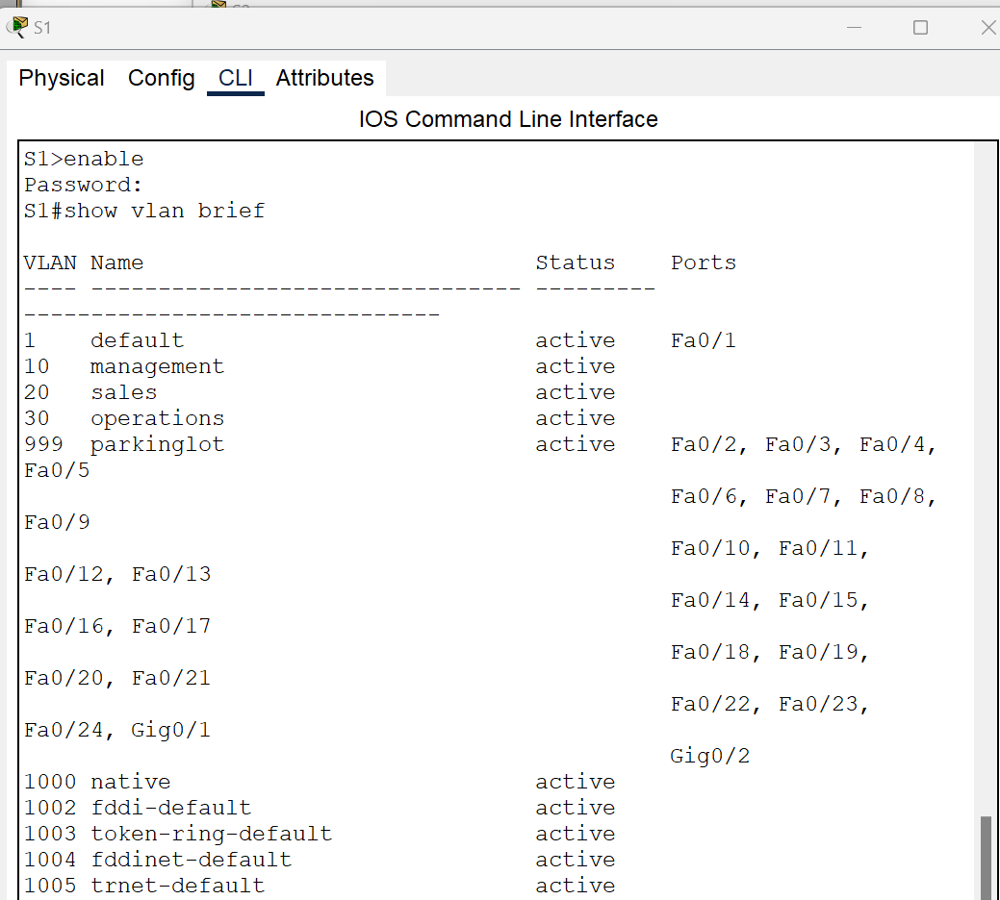 S1
Physical Config CLI Attributes
IOS Command Line Interface
S1>enable
Password:
S1#show vlan brief
VLAN Name                             Status    Ports
---- -------------------------------- ---------
-------------------------------
1    default                          active    Fa0/1
10   management                       active
20   sales                            active
30   operations                       active
999  parkinglot                       active    Fa0/2, Fa0/3, Fa0/4,
Fa0/5
                                                Fa0/6, Fa0/7, Fa0/8,
Fa0/9
                                                Fa0/10, Fa0/11,
Fa0/12, Fa0/13
                                                Fa0/14, Fa0/15,
Fa0/16, Fa0/17
                                                Fa0/18, Fa0/19,
Fa0/20, Fa0/21
                                                Fa0/22, Fa0/23,
Fa0/24, Gig0/1
                                                Gig0/2
1000 native                           active
1002 fddi-default                     active
1003 token-ring-default               active
1004 fddinet-default                  active
1005 trnet-default                    active